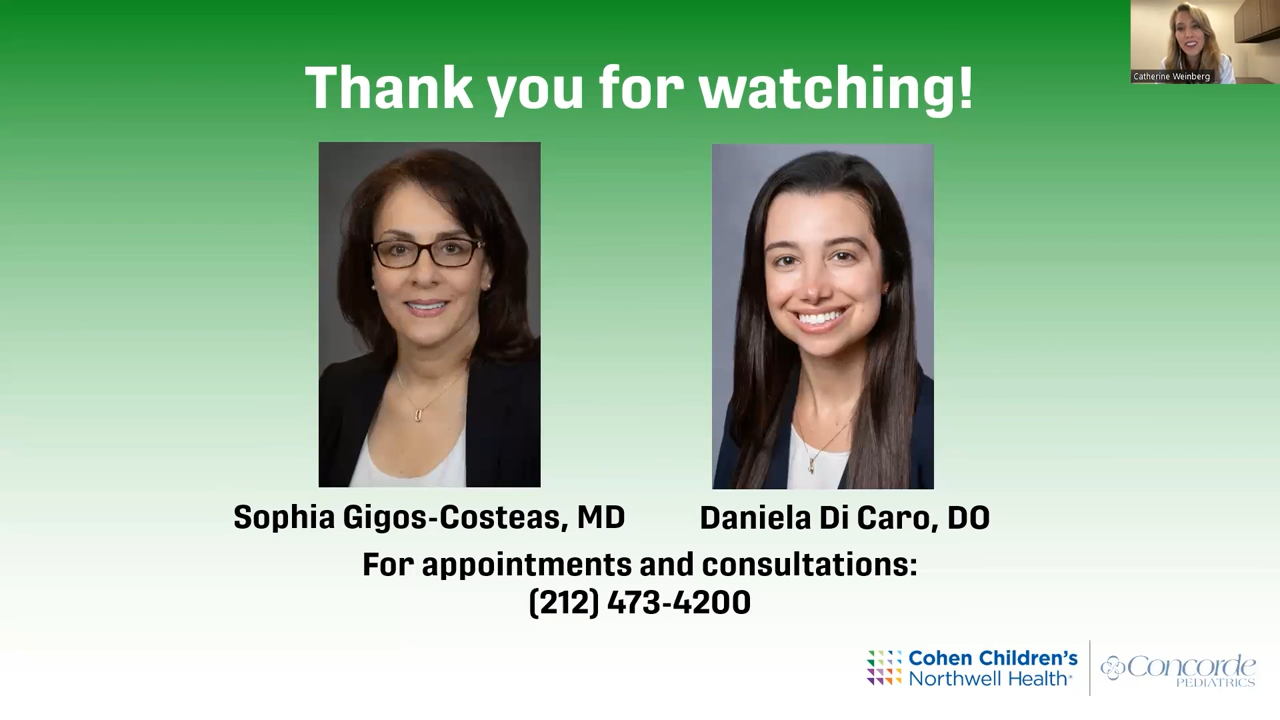 Thank you for watching!
Catherine Weinberg
Sophia Gigos-Costeas, MD
Daniela Di Caro, DO
For appointments and consultations:
(212) 473-4200
Cohen Children's
Northwell Health
Concorde
PEDIATRICS